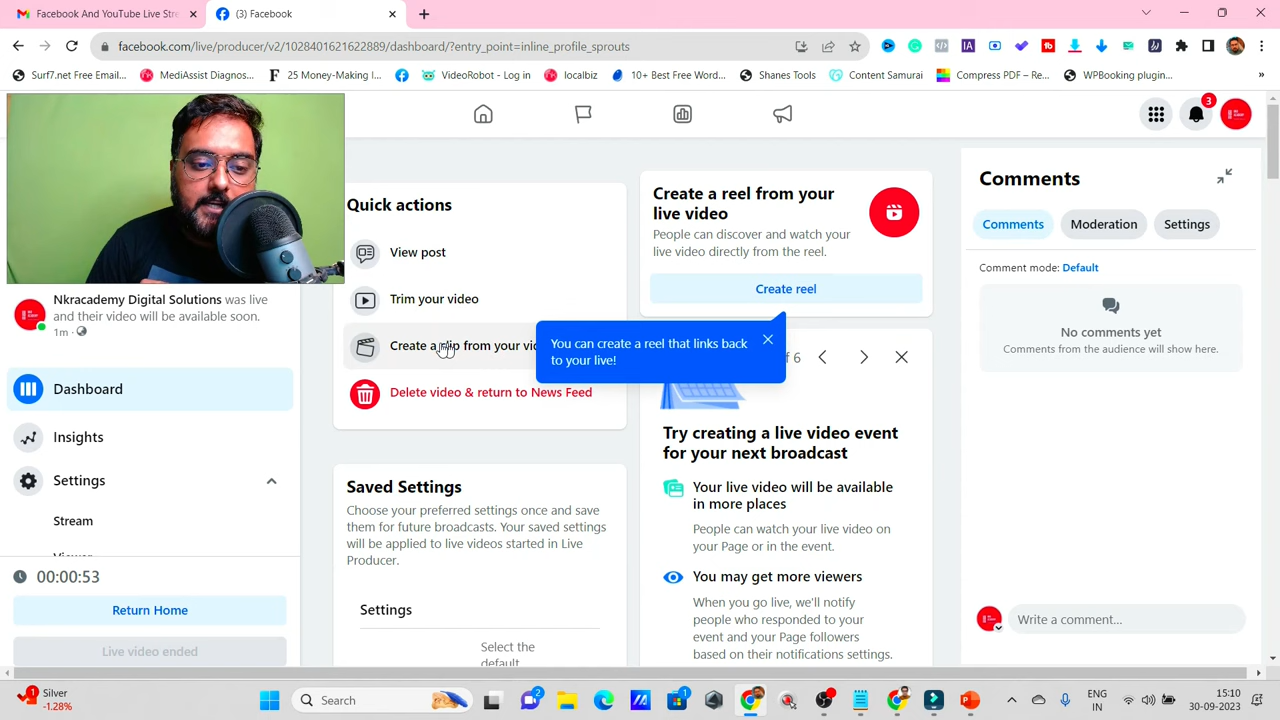 Facebook And YouTube Live Stre
(3) Facebook
facebook.com/live/producer/v2/1028401621622189/dashboard/?entry_point=inline_profile_sprouts
Surf7.net Free Email...
MediAssist Diagnos...
25 Money-Making I...
VideoRobot - Log in
localbiz
10+ Best Free Word...
Shanes Tools
Content Samurai
Compress PDF – Re...
WPBooking plugin...
»
3
Quick actions
View post
Trim your video
Create a clip from your vid
Delete video & return to News Feed
Nkracademy Digital Solutions was live
and their video will be available soon.
1m ·
Dashboard
Insights
Settings
Stream
Viewer
00:00:53
Return Home
Live video ended
Saved Settings
Choose your preferred settings once and save
them for future broadcasts. Your saved settings
will be applied to live videos started in Live
Producer.
Settings
Select the
default
Create a reel from your
live video
People can discover and watch your
live video directly from the reel.
Create reel
You can create a reel that links back
to your live!
of 6
Try creating a live video event
for your next broadcast
Your live video will be available
in more places
People can watch your live video on
your Page or in the event.
You may get more viewers
When you go live, we'll notify
people who responded to your
event and your Page followers
based on their notifications settings.
Comments
Comments
Moderation
Settings
Comment mode: Default
No comments yet
Comments from the audience will show here.
Write a comment...
1
Silver
-1.28%
Search
2
1
ENG
IN
15:10
30-09-2023